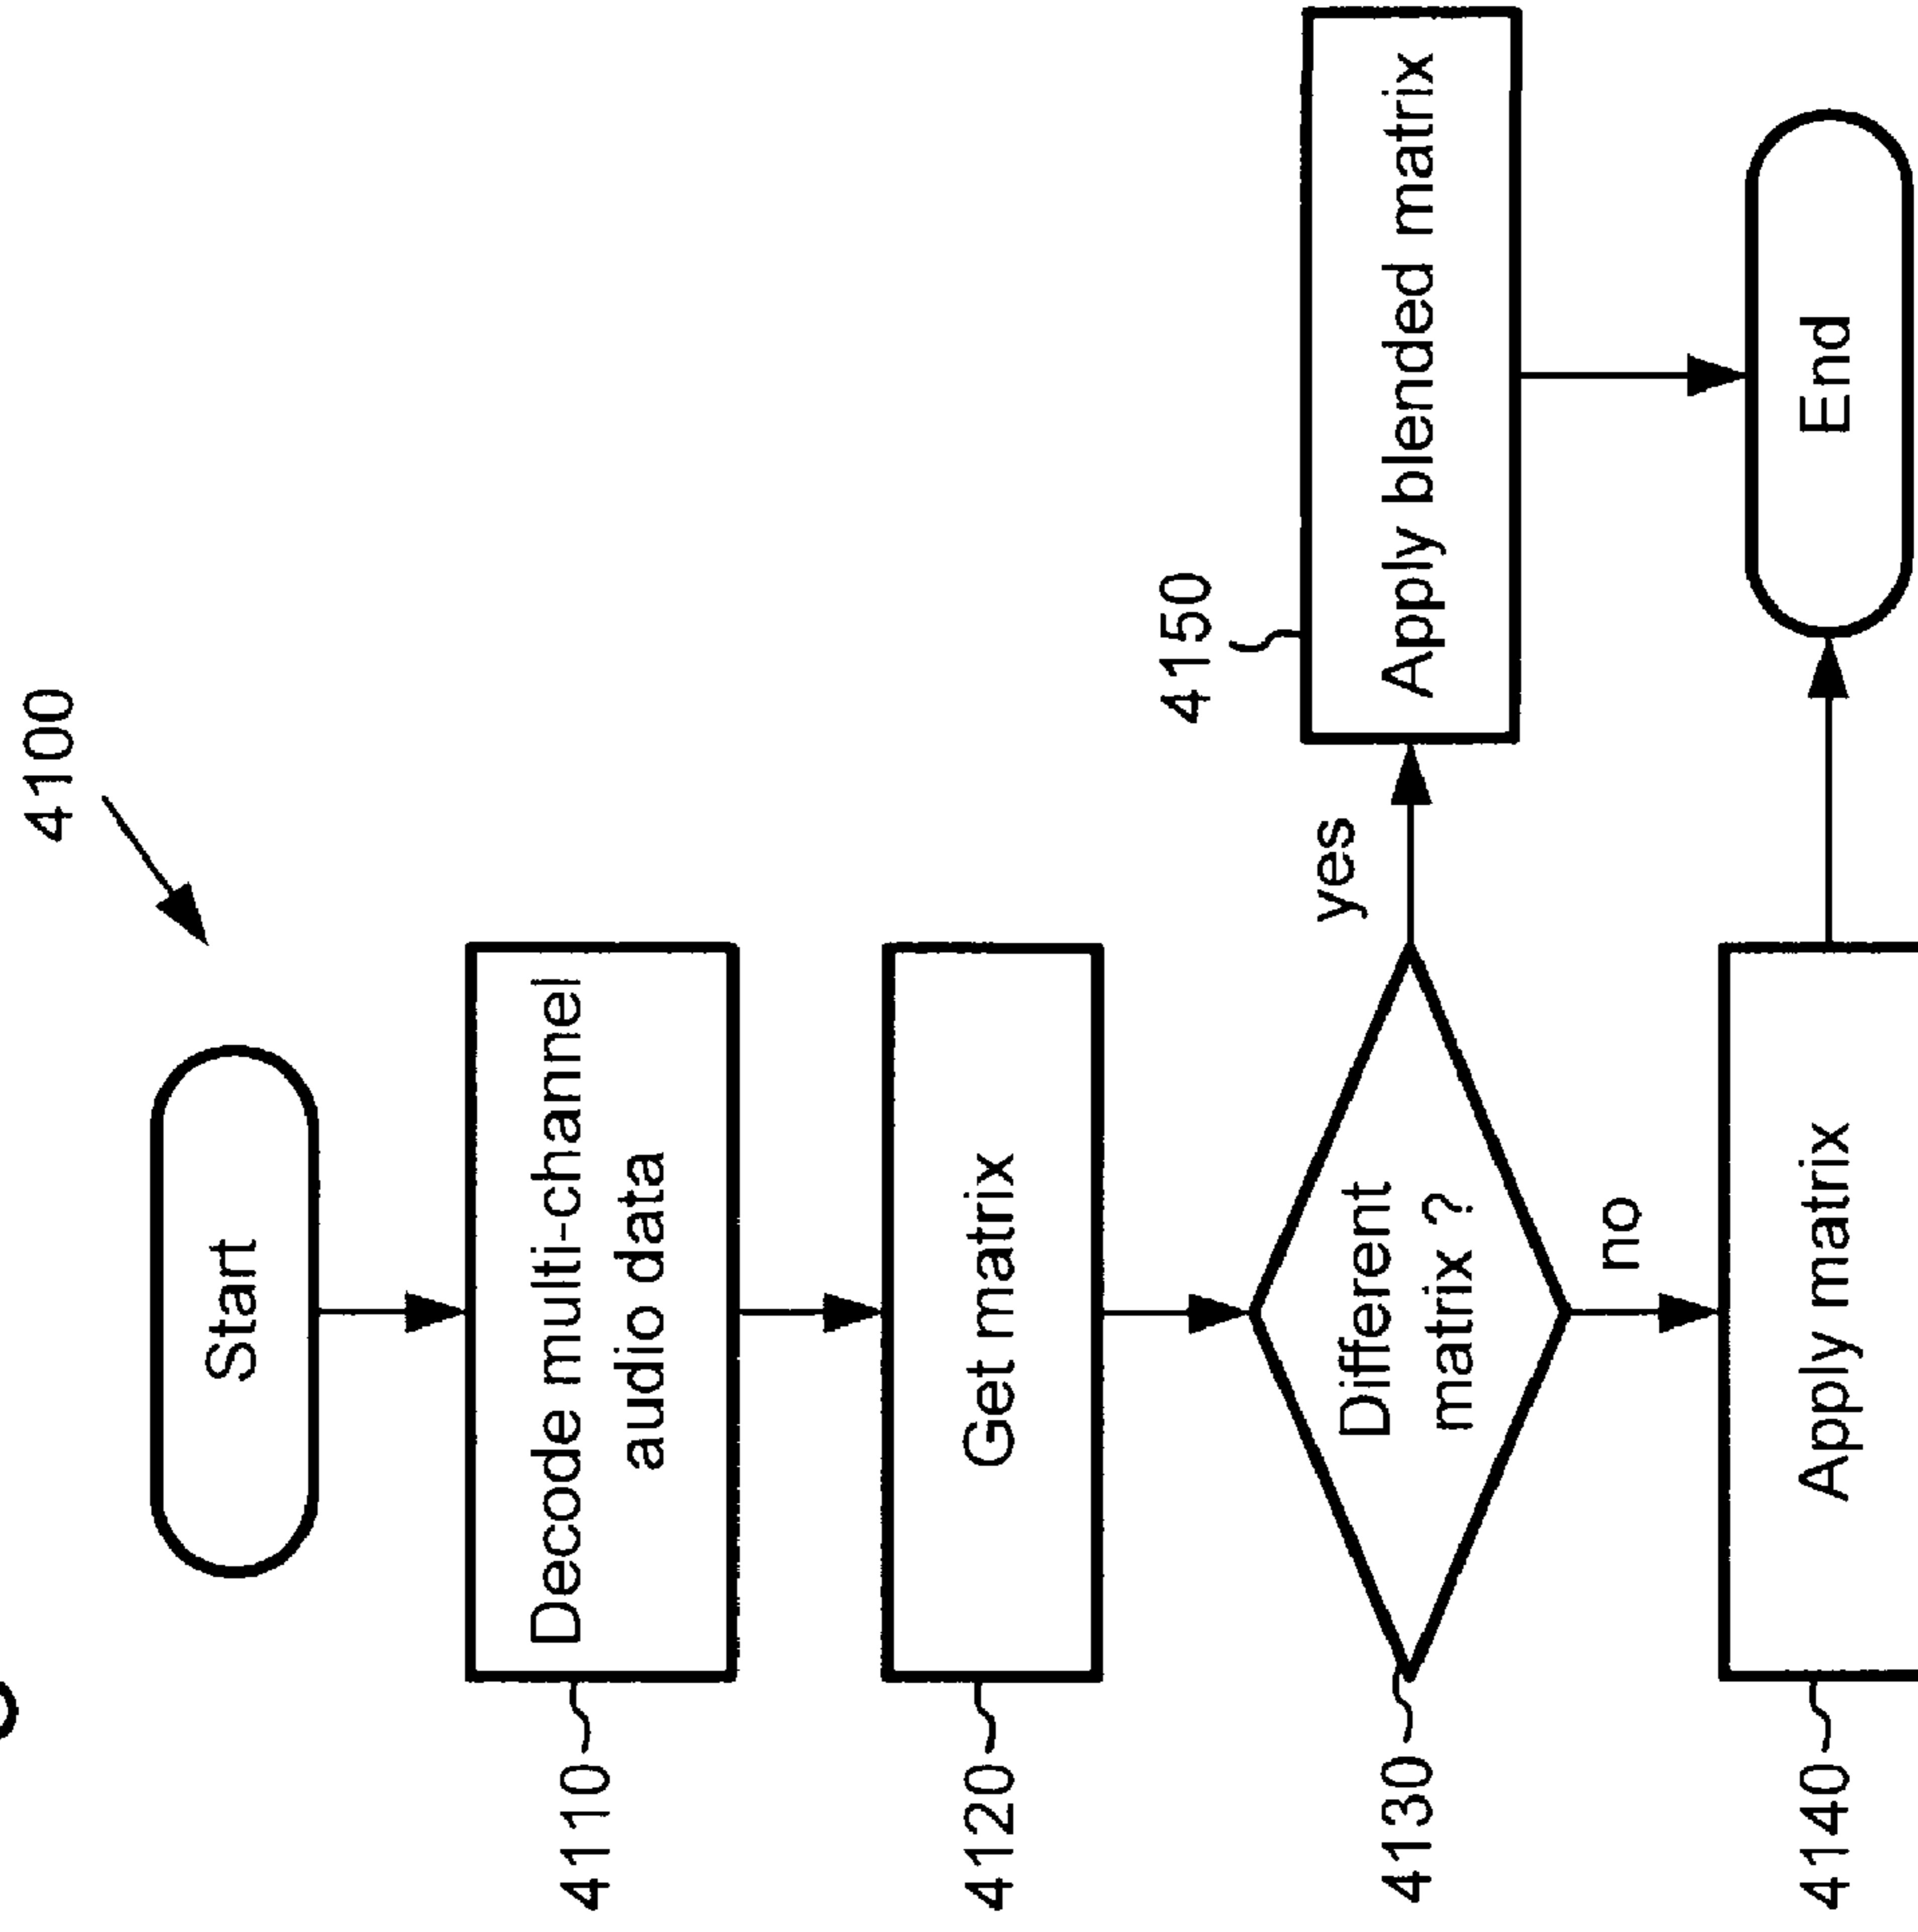 4100
Start
4110
Decode multi-channel
audio data
4120
Get matrix
4130
Different
matrix ?
yes
4150
Apply blended matrix
no
4140
Apply matrix
End